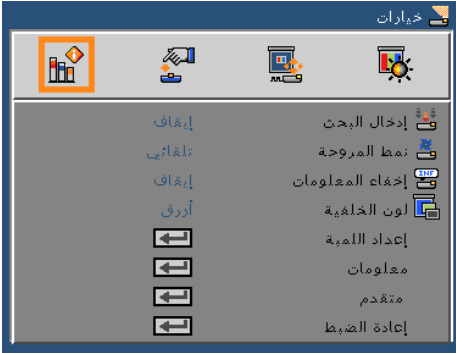 خيارات
إدخال البحث إيقاف
نمط المروحة تلقائي
إخفاء المعلومات إيقاف
لون الخلفية أزرق
إعداد اللمبة
معلومات
متقدم
إعادة الضبط
INF